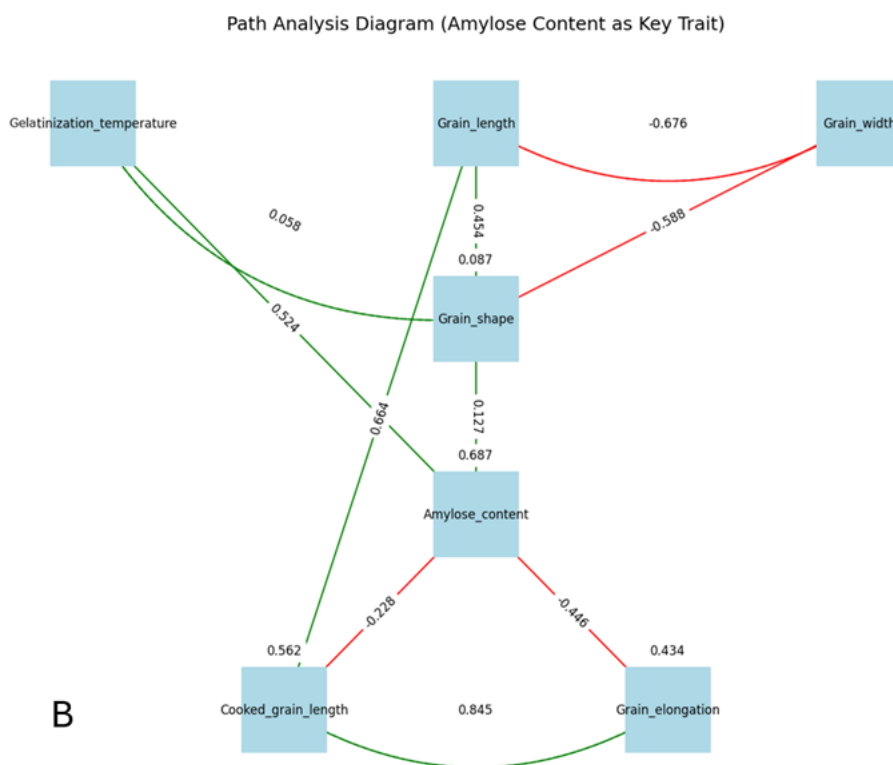 Path Analysis Diagram (Amylose Content as Key Trait)
Gelatinization_temperature
Grain_length
Grain_width
-0.676
0.058
0.454
-0.588
0.087
Grain_shape
0.524
0.664
0.127
0.687
Amylose_content
-0.228
-0.446
0.562
0.434
Cooked_grain_length
0.845
Grain_elongation
B